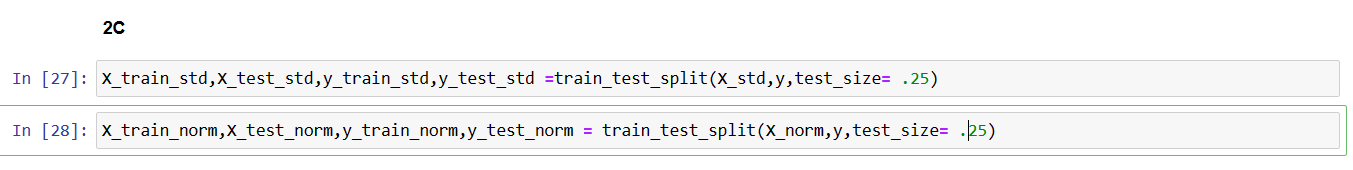 2C
In [27]: X_train_std,X_test_std,y_train_std,y_test_std =train_test_split(X_std,y,test_size= .25)
In [28]: X_train_norm,X_test_norm,y_train_norm,y_test_norm = train_test_split(X_norm,y,test_size= .25)